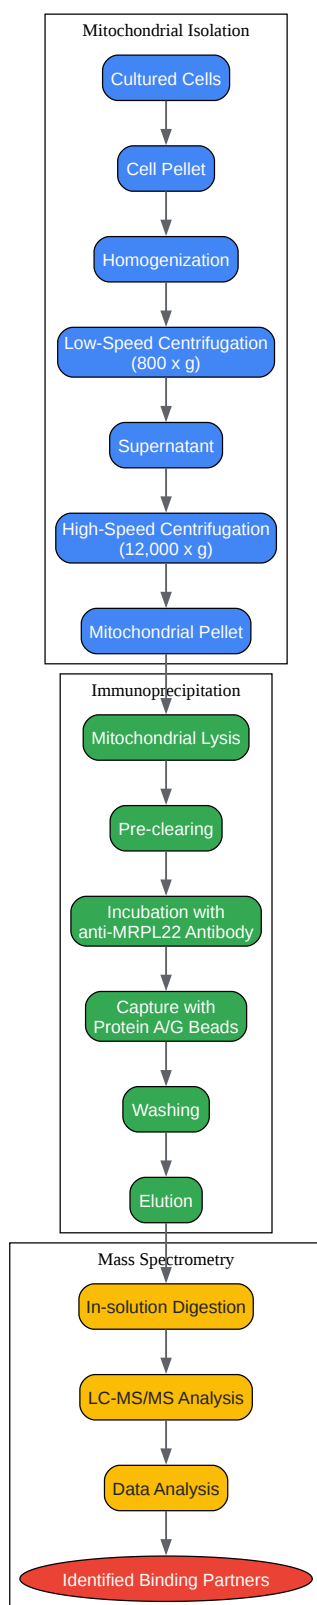 Mitochondrial Isolation
Cultured Cells
Cell Pellet
Homogenization
Low-Speed Centrifugation
(800 x g)
Supernatant
High-Speed Centrifugation
(12,000 x g)
Mitochondrial Pellet
Immunoprecipitation
Mitochondrial Lysis
Pre-clearing
Incubation with
anti-MRPL22 Antibody
Capture with
Protein A/G Beads
Washing
Elution
Mass Spectrometry
In-solution Digestion
LC-MS/MS Analysis
Data Analysis
Identified Binding Partners